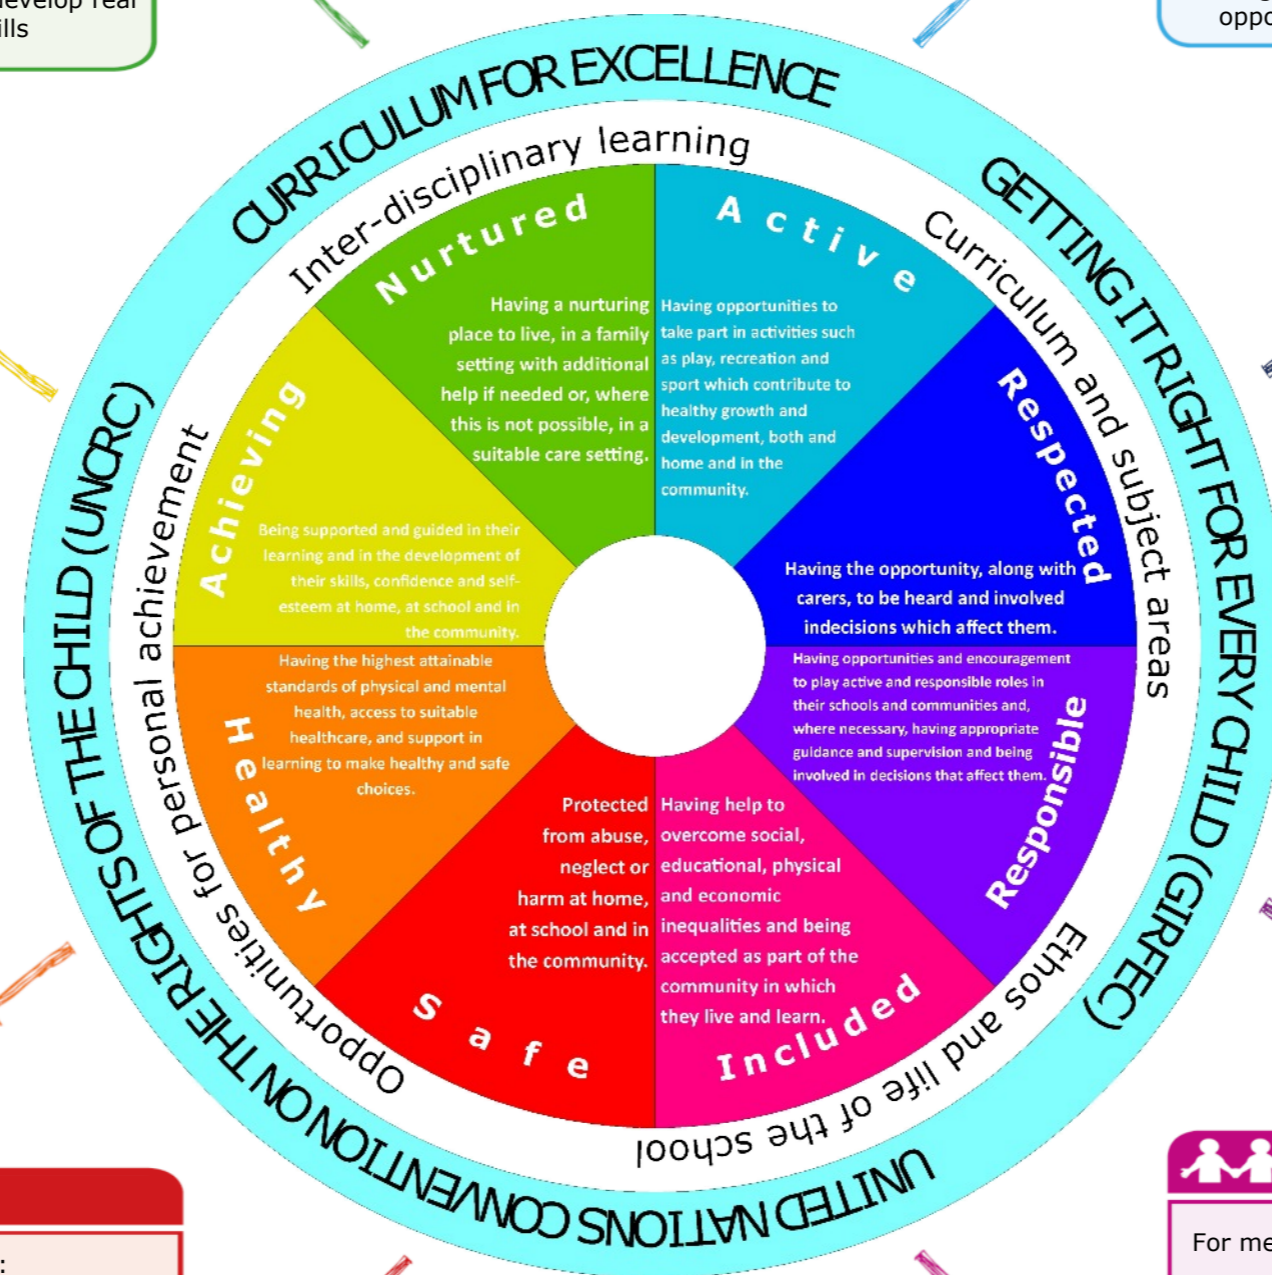 develop real
ills
oppo
CURRICULUM FOR EXCELLENCE
GETTING IT RIGHT FOR EVERY CHILD (GIRFEC)
UNITED NATIONS CONVENTION ON THE RIGHTS OF THE CHILD (UNCRC)
Inter-disciplinary learning
Curriculum and subject areas
Ethos and life of the school
Opportunities for personal achievement
Nurtured
Having a nurturing
place to live, in a family
setting with additional
help if needed or, where
this is not possible, in a
suitable care setting.
Active
Having opportunities to
take part in activities such
as play, recreation and
sport which contribute to
healthy growth and
development, both and
home and in the
community.
Respected
Having the opportunity, along with
carers, to be heard and involved
indecisions which affect them.
Responsible
Having opportunities and encouragement
to play active and responsible roles in
their schools and communities and,
where necessary, having appropriate
guidance and supervision and being
involved in decisions that affect them.
Included
Having help to
overcome social,
educational, physical
and economic
inequalities and being
accepted as part of the
community in which
they live and learn.
Safe
Protected
from abuse,
neglect or
harm at home,
at school and in
the community.
Healthy
Having the highest attainable
standards of physical and mental
health, access to suitable
healthcare, and support in
learning to make healthy and safe
choices.
Achieving
Being supported and guided in their
learning and in the development of
their skills, confidence and self-
esteem at home, at school and in
the community.
:
For me